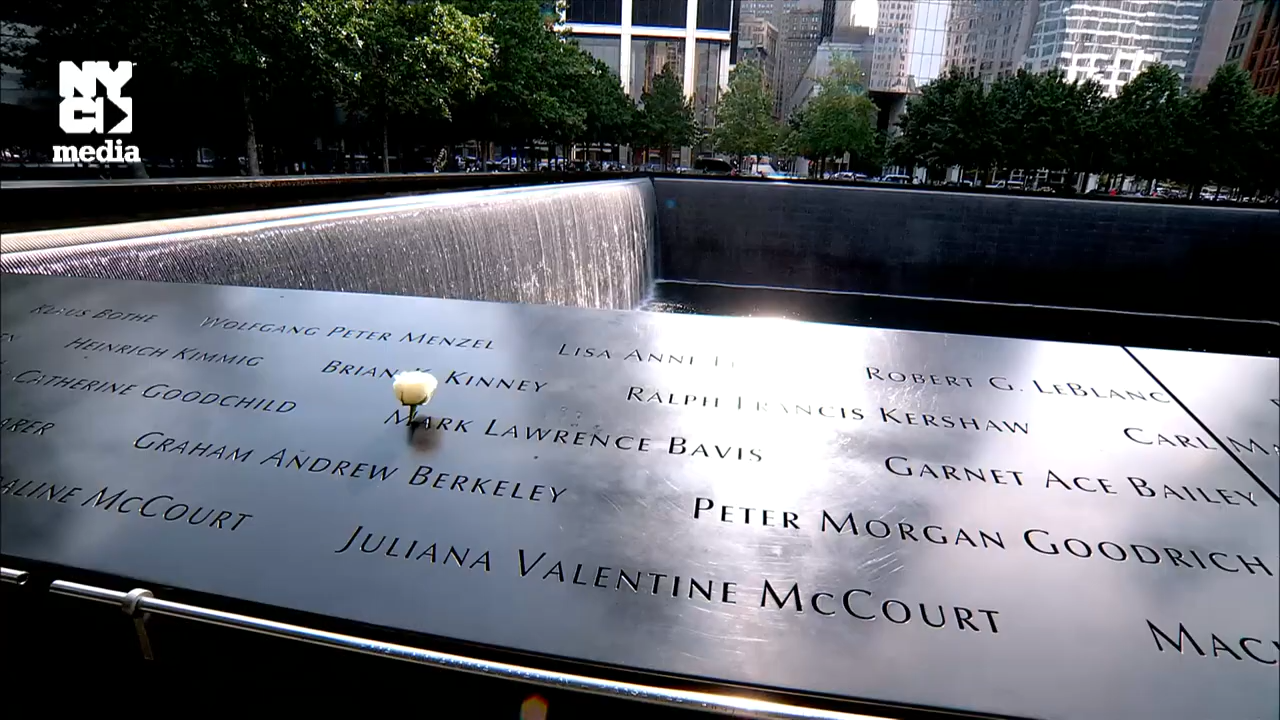 NYC
media
KLAUS BOTHE WOLFGANG PETER MENZEL LISA ANNE ROBERT G. LEBLANC
HEINRICH KIMMIG BRIAN KINNEY RALPH FRANCIS KERSHAW CARL
CATHERINE GOODCHILD MARK LAWRENCE BAVIS GARNET ACE BAILEY
GRAHAM ANDREW BERKELEY PETER MORGAN GOODRICH
MCCOURT JULIANA VALENTINE MCCOURT